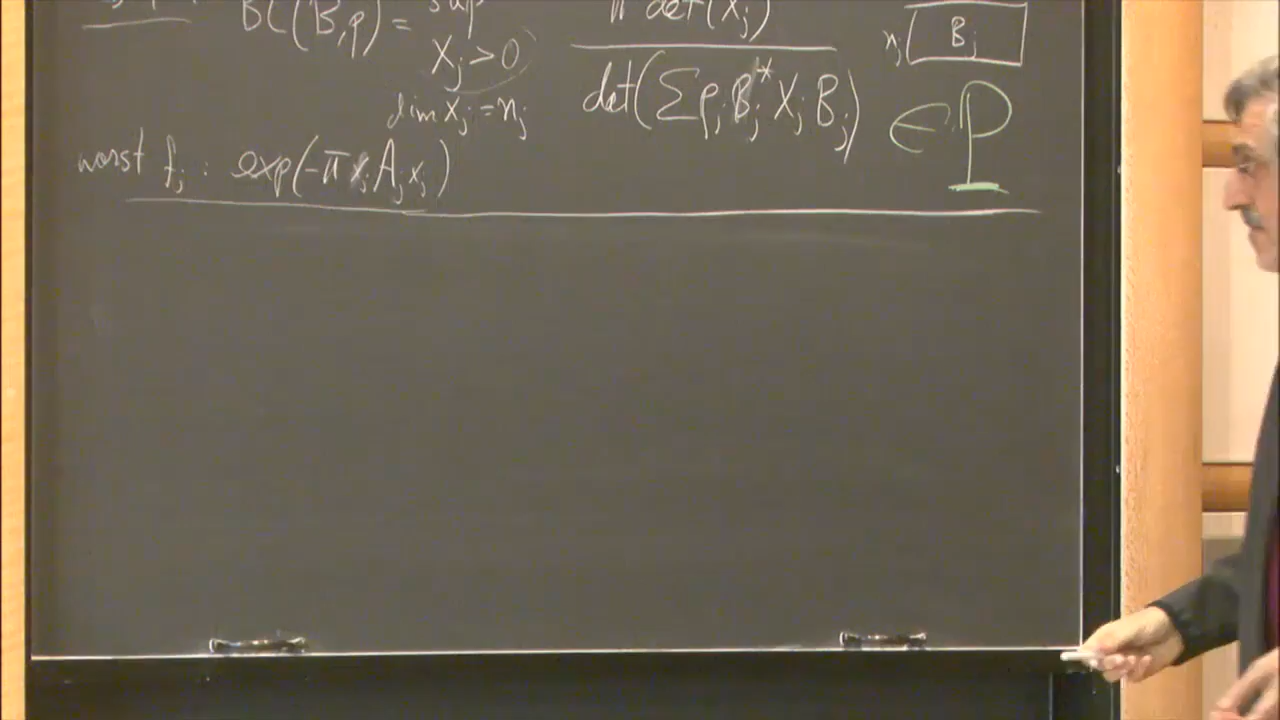 BL(B,p) = sup
X_j > 0
dim X_j = n_j
π det(X_j)
det(∑ p_j B_j^* X_j B_j)
n_j B_j
∈ P
worst f_j : exp(-π x_j A_j x_j)